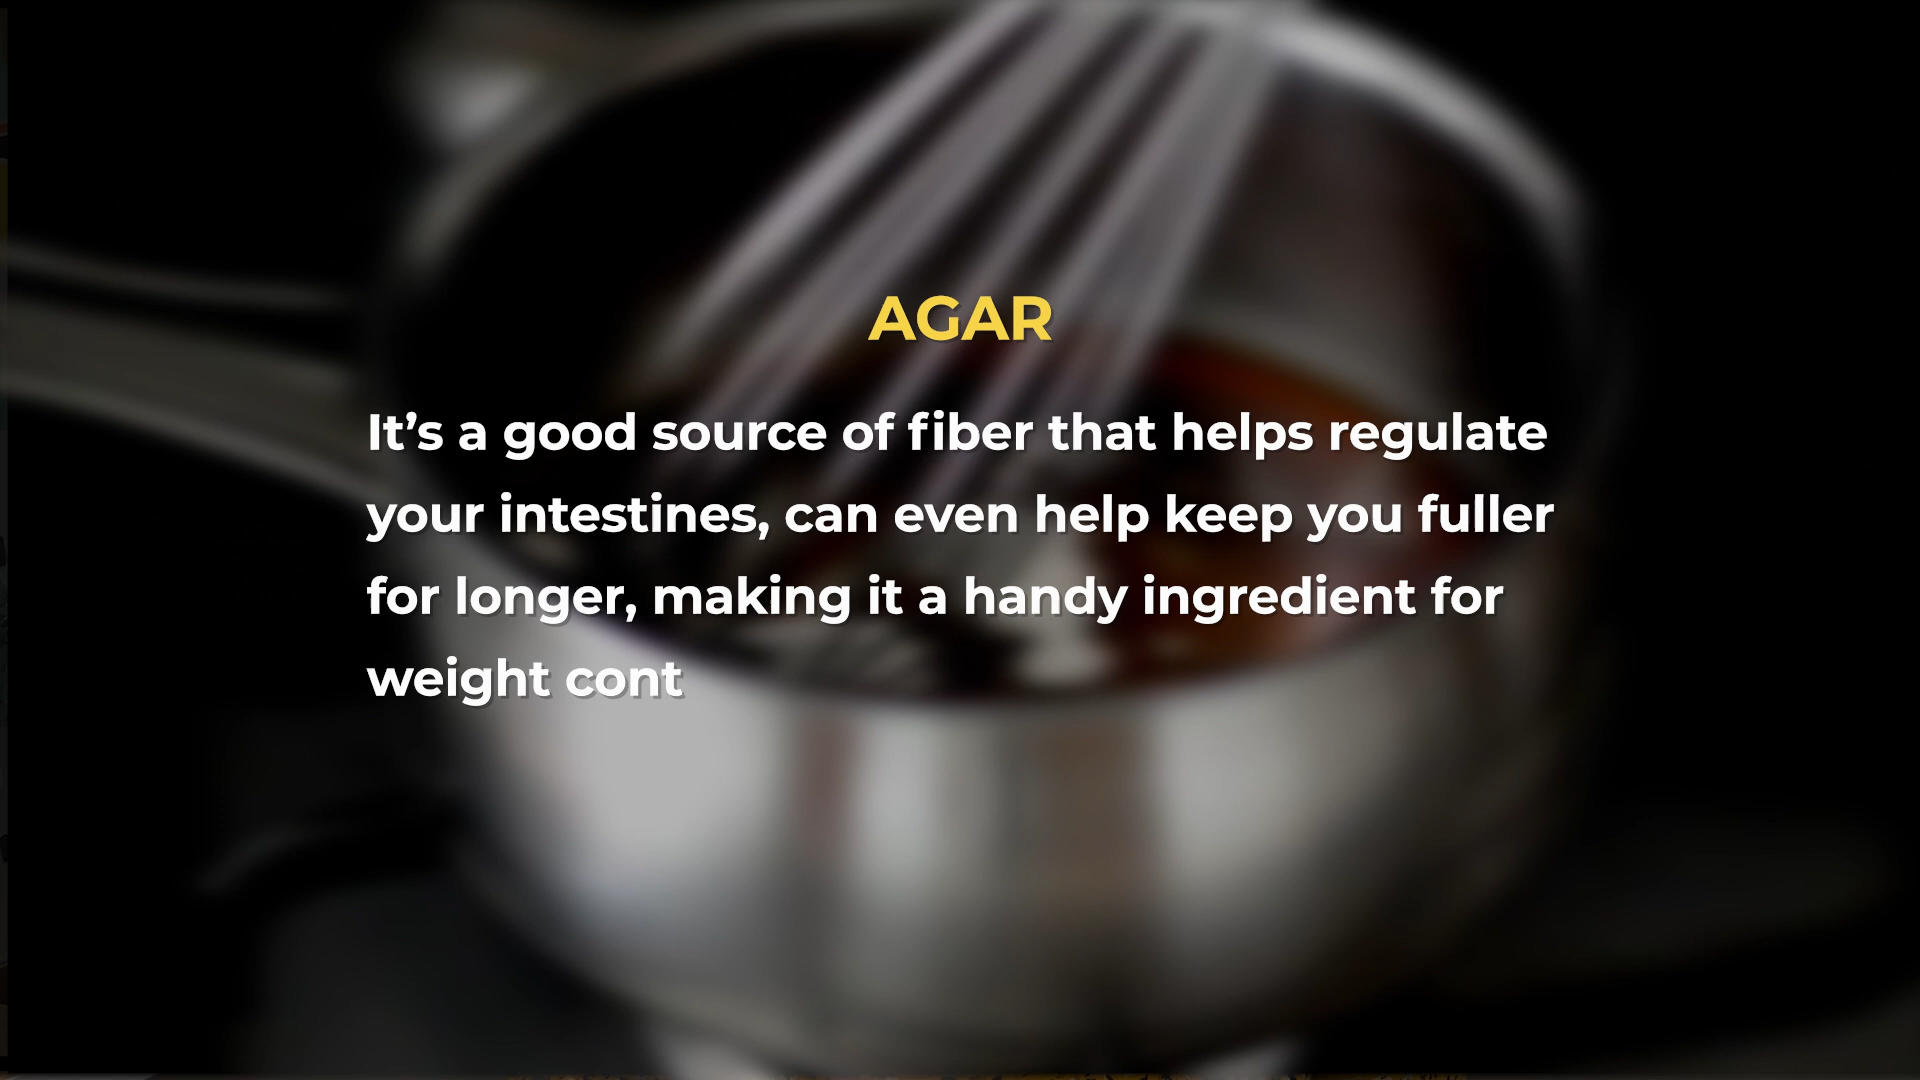 AGAR
It’s a good source of fiber that helps regulate
your intestines, can even help keep you fuller
for longer, making it a handy ingredient for
weight cont